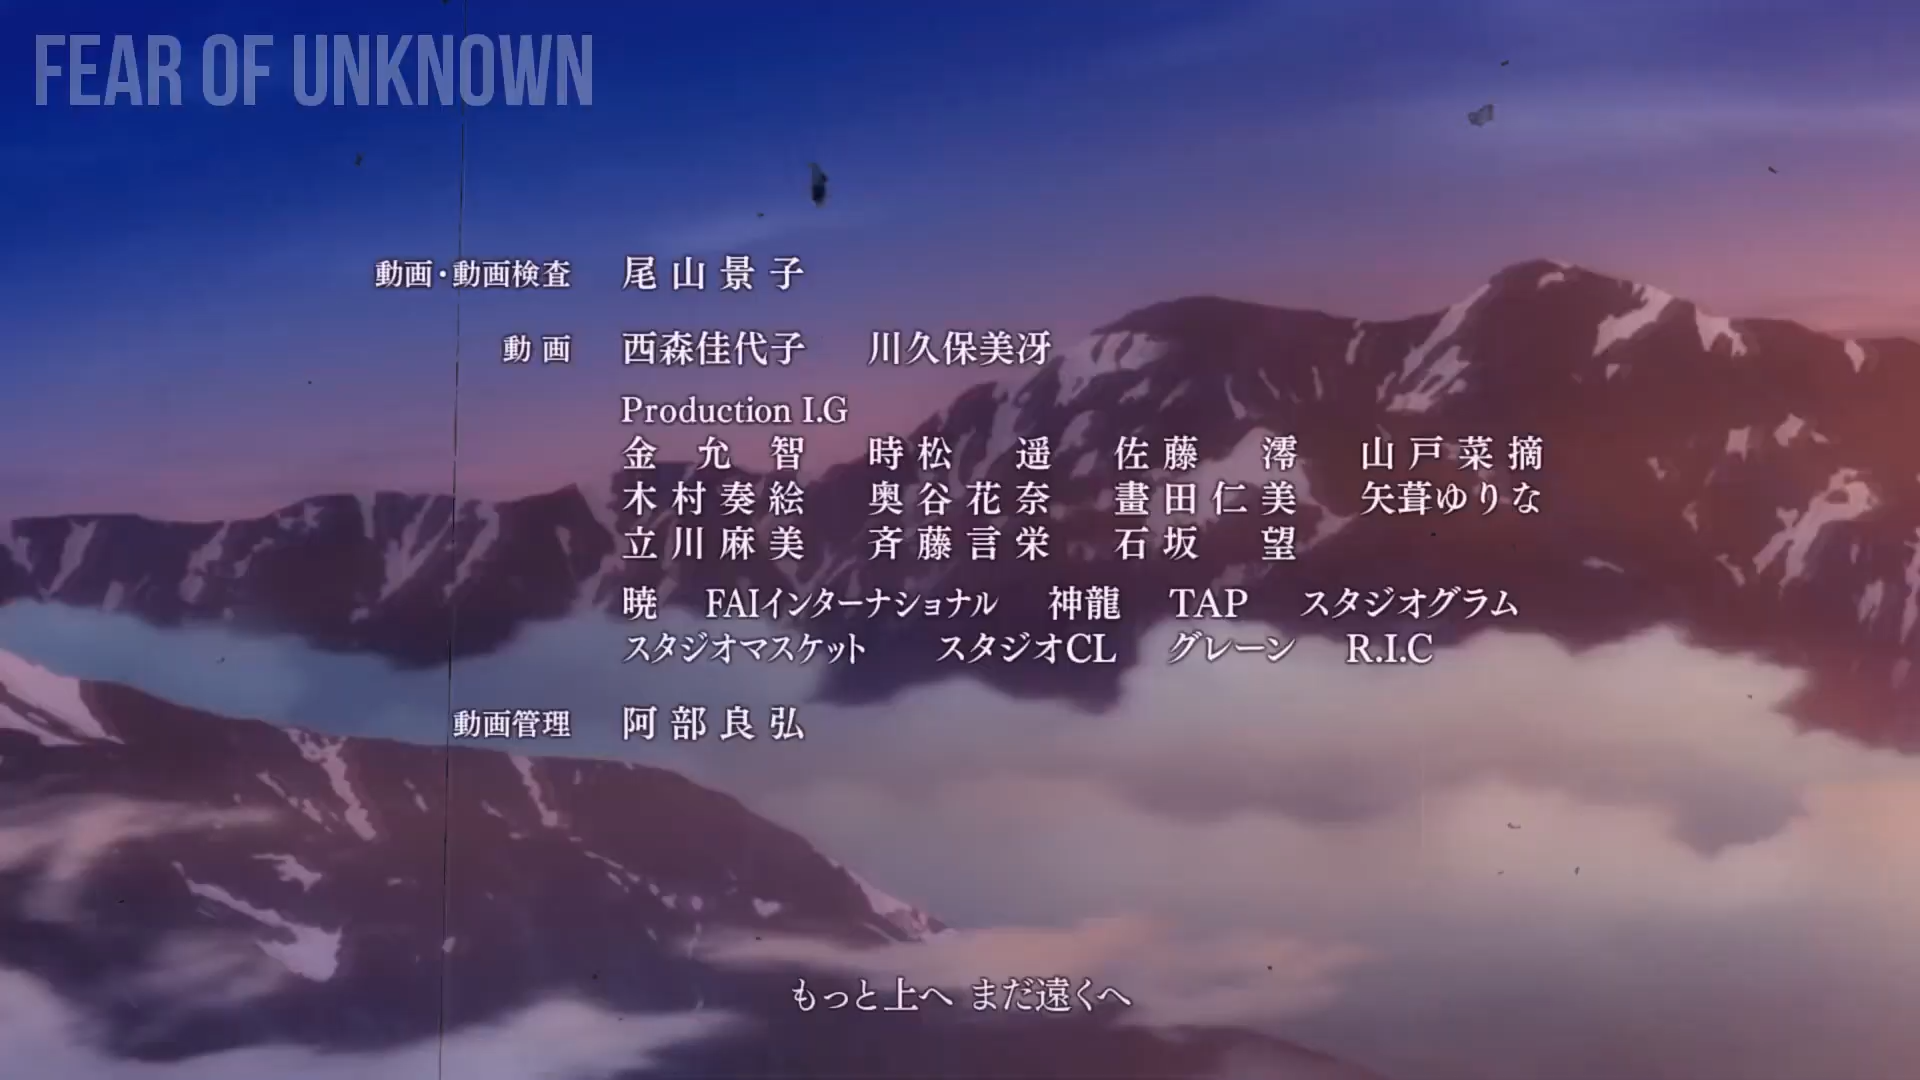 FEAR OF UNKNOWN
動画・動画検査 尾山景子
動画 西森佳代子 川久保美冴
Production I.G
金允智 時松遥 佐藤澪 山戸菜摘
木村奏絵 奥谷花奈 畫田仁美 矢葺ゆりな
立川麻美 斉藤言栄 石坂望
暁 FAIインターナショナル 神龍 TAP スタジオグラム
スタジオマスケット スタジオCL グレーン R.I.C
動画管理 阿部良弘
もっと上へ まだ遠くへ